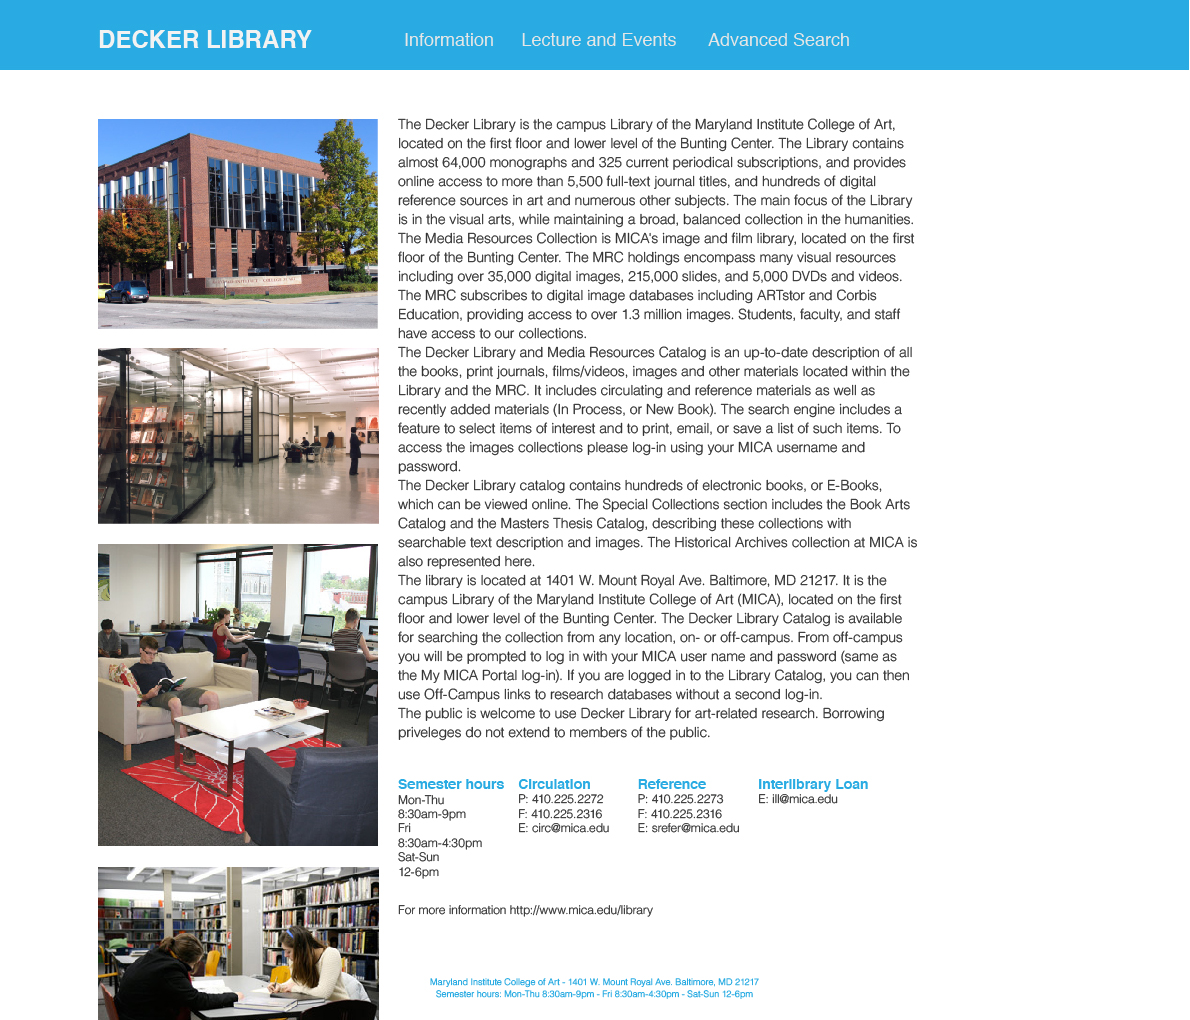 DECKER LIBRARY
Information
Lecture and Events
Advanced Search
The Decker Library is the campus Library of the Maryland Institute College of Art,
located on the first floor and lower level of the Bunting Center. The Library contains
almost 64,000 monographs and 325 current periodical subscriptions, and provides
online access to more than 5,500 full-text journal titles, and hundreds of digital
reference sources in art and numerous other subjects. The main focus of the Library
is in the visual arts, while maintaining a broad, balanced collection in the humanities.
The Media Resources Collection is MICA's image and film library, located on the first
floor of the Bunting Center. The MRC holdings encompass many visual resources
including over 35,000 digital images, 215,000 slides, and 5,000 DVDs and videos.
The MRC subscribes to digital image databases including ARTstor and Corbis
Education, providing access to over 1.3 million images. Students, faculty, and staff
have access to our collections.
The Decker Library and Media Resources Catalog is an up-to-date description of all
the books, print journals, films/videos, images and other materials located within the
Library and the MRC. It includes circulating and reference materials as well as
recently added materials (In Process, or New Book). The search engine includes a
feature to select items of interest and to print, email, or save a list of such items. To
access the images collections please log-in using your MICA username and
password.
The Decker Library catalog contains hundreds of electronic books, or E-Books,
which can be viewed online. The Special Collections section includes the Book Arts
Catalog and the Masters Thesis Catalog, describing these collections with
searchable text description and images. The Historical Archives collection at MICA is
also represented here.
The library is located at 1401 W. Mount Royal Ave. Baltimore, MD 21217. It is the
campus Library of the Maryland Institute College of Art (MICA), located on the first
floor and lower level of the Bunting Center. The Decker Library Catalog is available
for searching the collection from any location, on- or off-campus. From off-campus
you will be prompted to log in with your MICA user name and password (same as
the My MICA Portal log-in). If you are logged in to the Library Catalog, you can then
use Off-Campus links to research databases without a second log-in.
The public is welcome to use Decker Library for art-related research. Borrowing
priveleges do not extend to members of the public.
Semester hours
Mon-Thu
8:30am-9pm
Fri
8:30am-4:30pm
Sat-Sun
12-6pm
Circulation
P: 410.225.2272
F: 410.225.2316
E: circ@mica.edu
Reference
P: 410.225.2273
F: 410.225.2316
E: srefer@mica.edu
Interlibrary Loan
E: ill@mica.edu
For more information http://www.mica.edu/library
Maryland Institute College of Art - 1401 W. Mount Royal Ave. Baltimore, MD 21217
Semester hours: Mon-Thu 8:30am-9pm - Fri 8:30am-4:30pm - Sat-Sun 12-6pm